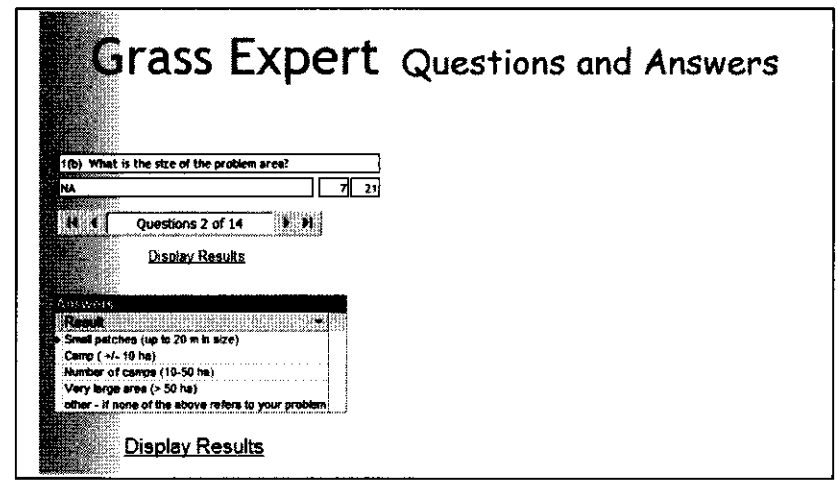 Grass Expert Questions and Answers
1(b) What is the size of the problem area?
NA 7 21
Questions 2 of 14
Display Results
Answers
Result
Small patches (up to 20 m in size)
Camp ( +/- 10 ha)
Number of camps (10-50 ha)
Very large area (> 50 ha)
other - if none of the above refers to your problem
Display Results